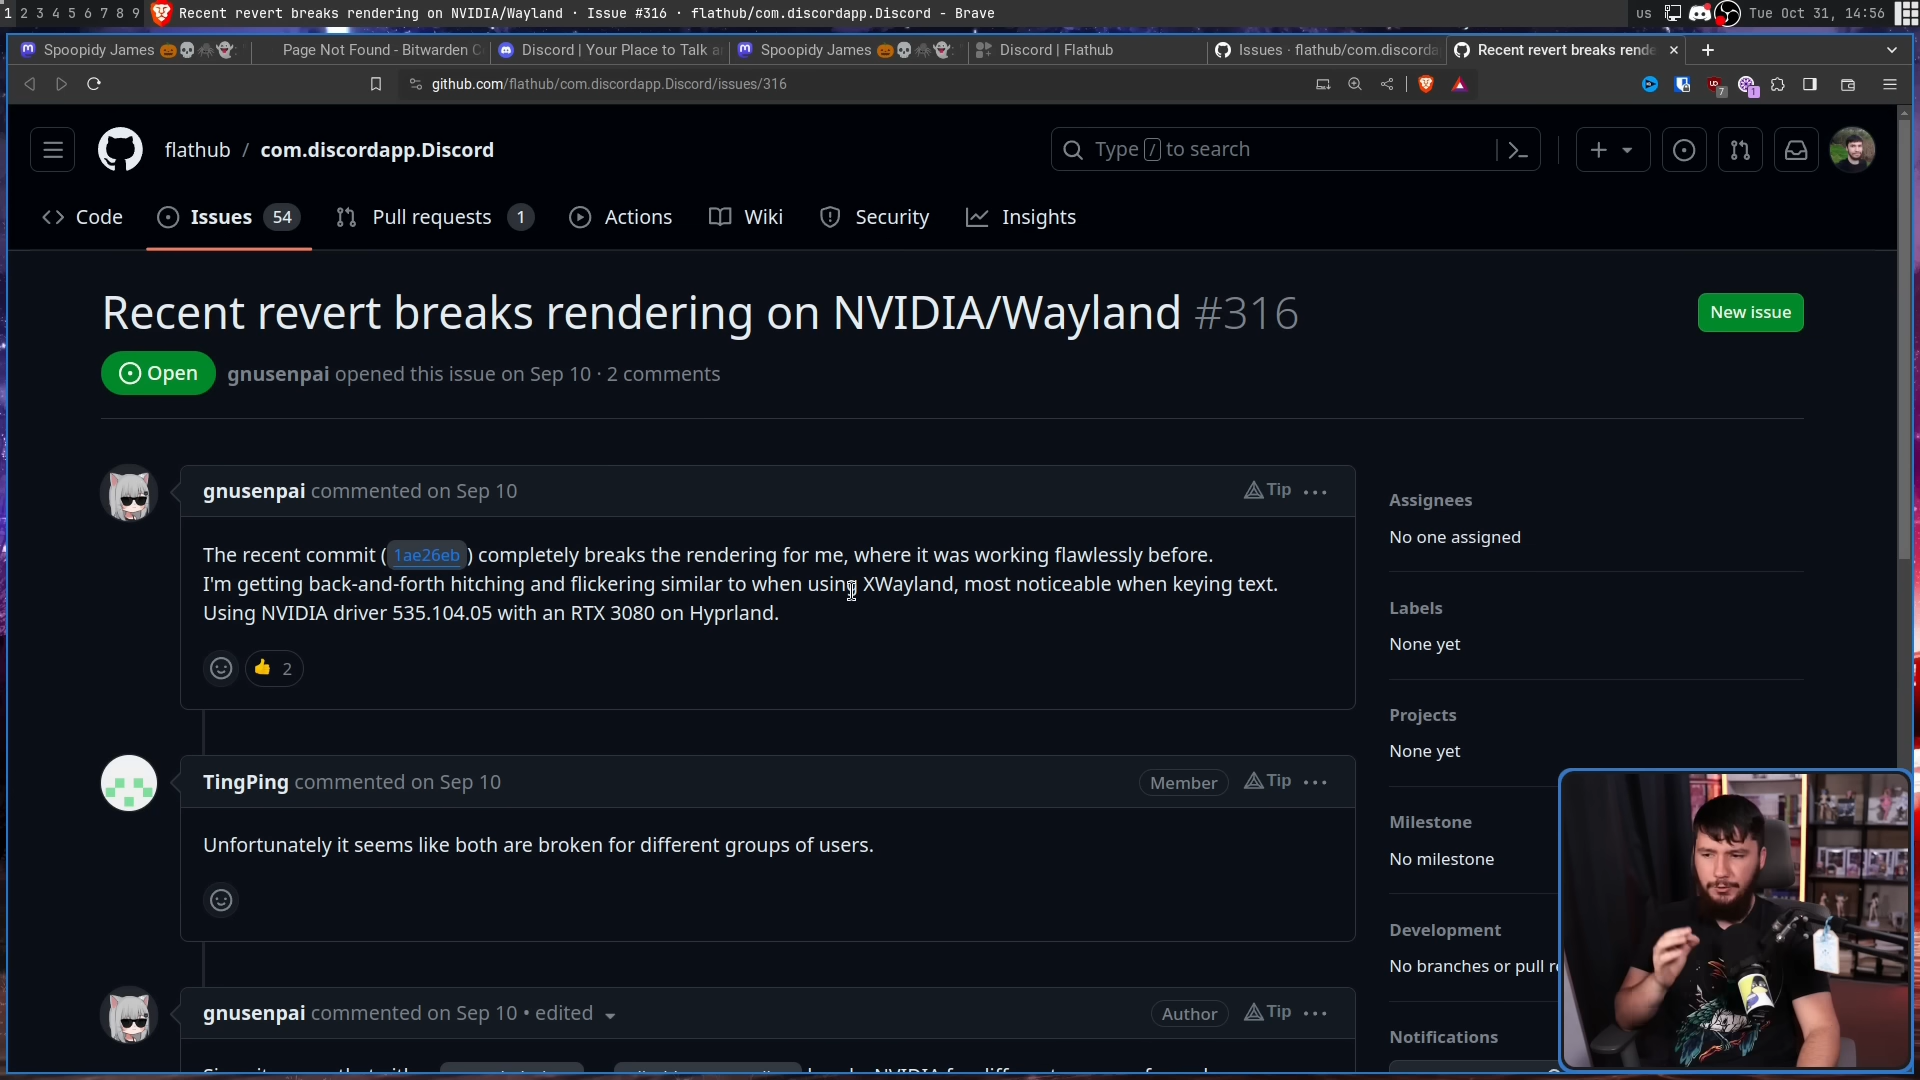 1 2 3 4 5 6 7 8 9 Recent revert breaks rendering on NVIDIA/Wayland · Issue #316 · flathub/com.discordapp.Discord - Brave us Tue Oct 31, 14:56
Spoopidy James Page Not Found - Bitwarden Discord | Your Place to Talk Spoopidy James Discord | Flathub Issues · flathub/com.discorda Recent revert breaks rende
github.com/flathub/com.discordapp.Discord/issues/316 7 1
flathub / com.discordapp.Discord Type / to search
Code Issues 54 Pull requests 1 Actions Wiki Security Insights
Recent revert breaks rendering on NVIDIA/Wayland #316 New issue
Open gnusenpai opened this issue on Sep 10 · 2 comments
gnusenpai commented on Sep 10 Tip ...
The recent commit (1ae26eb) completely breaks the rendering for me, where it was working flawlessly before.
I'm getting back-and-forth hitching and flickering similar to when using XWayland, most noticeable when keying text.
Using NVIDIA driver 535.104.05 with an RTX 3080 on Hyprland.
👍 2
Assignees
No one assigned
Labels
None yet
Projects
None yet
TingPing commented on Sep 10 Member Tip ...
Unfortunately it seems like both are broken for different groups of users.
Milestone
No milestone
Development
No branches or pull
gnusenpai commented on Sep 10 • edited Author Tip ...
Notifications